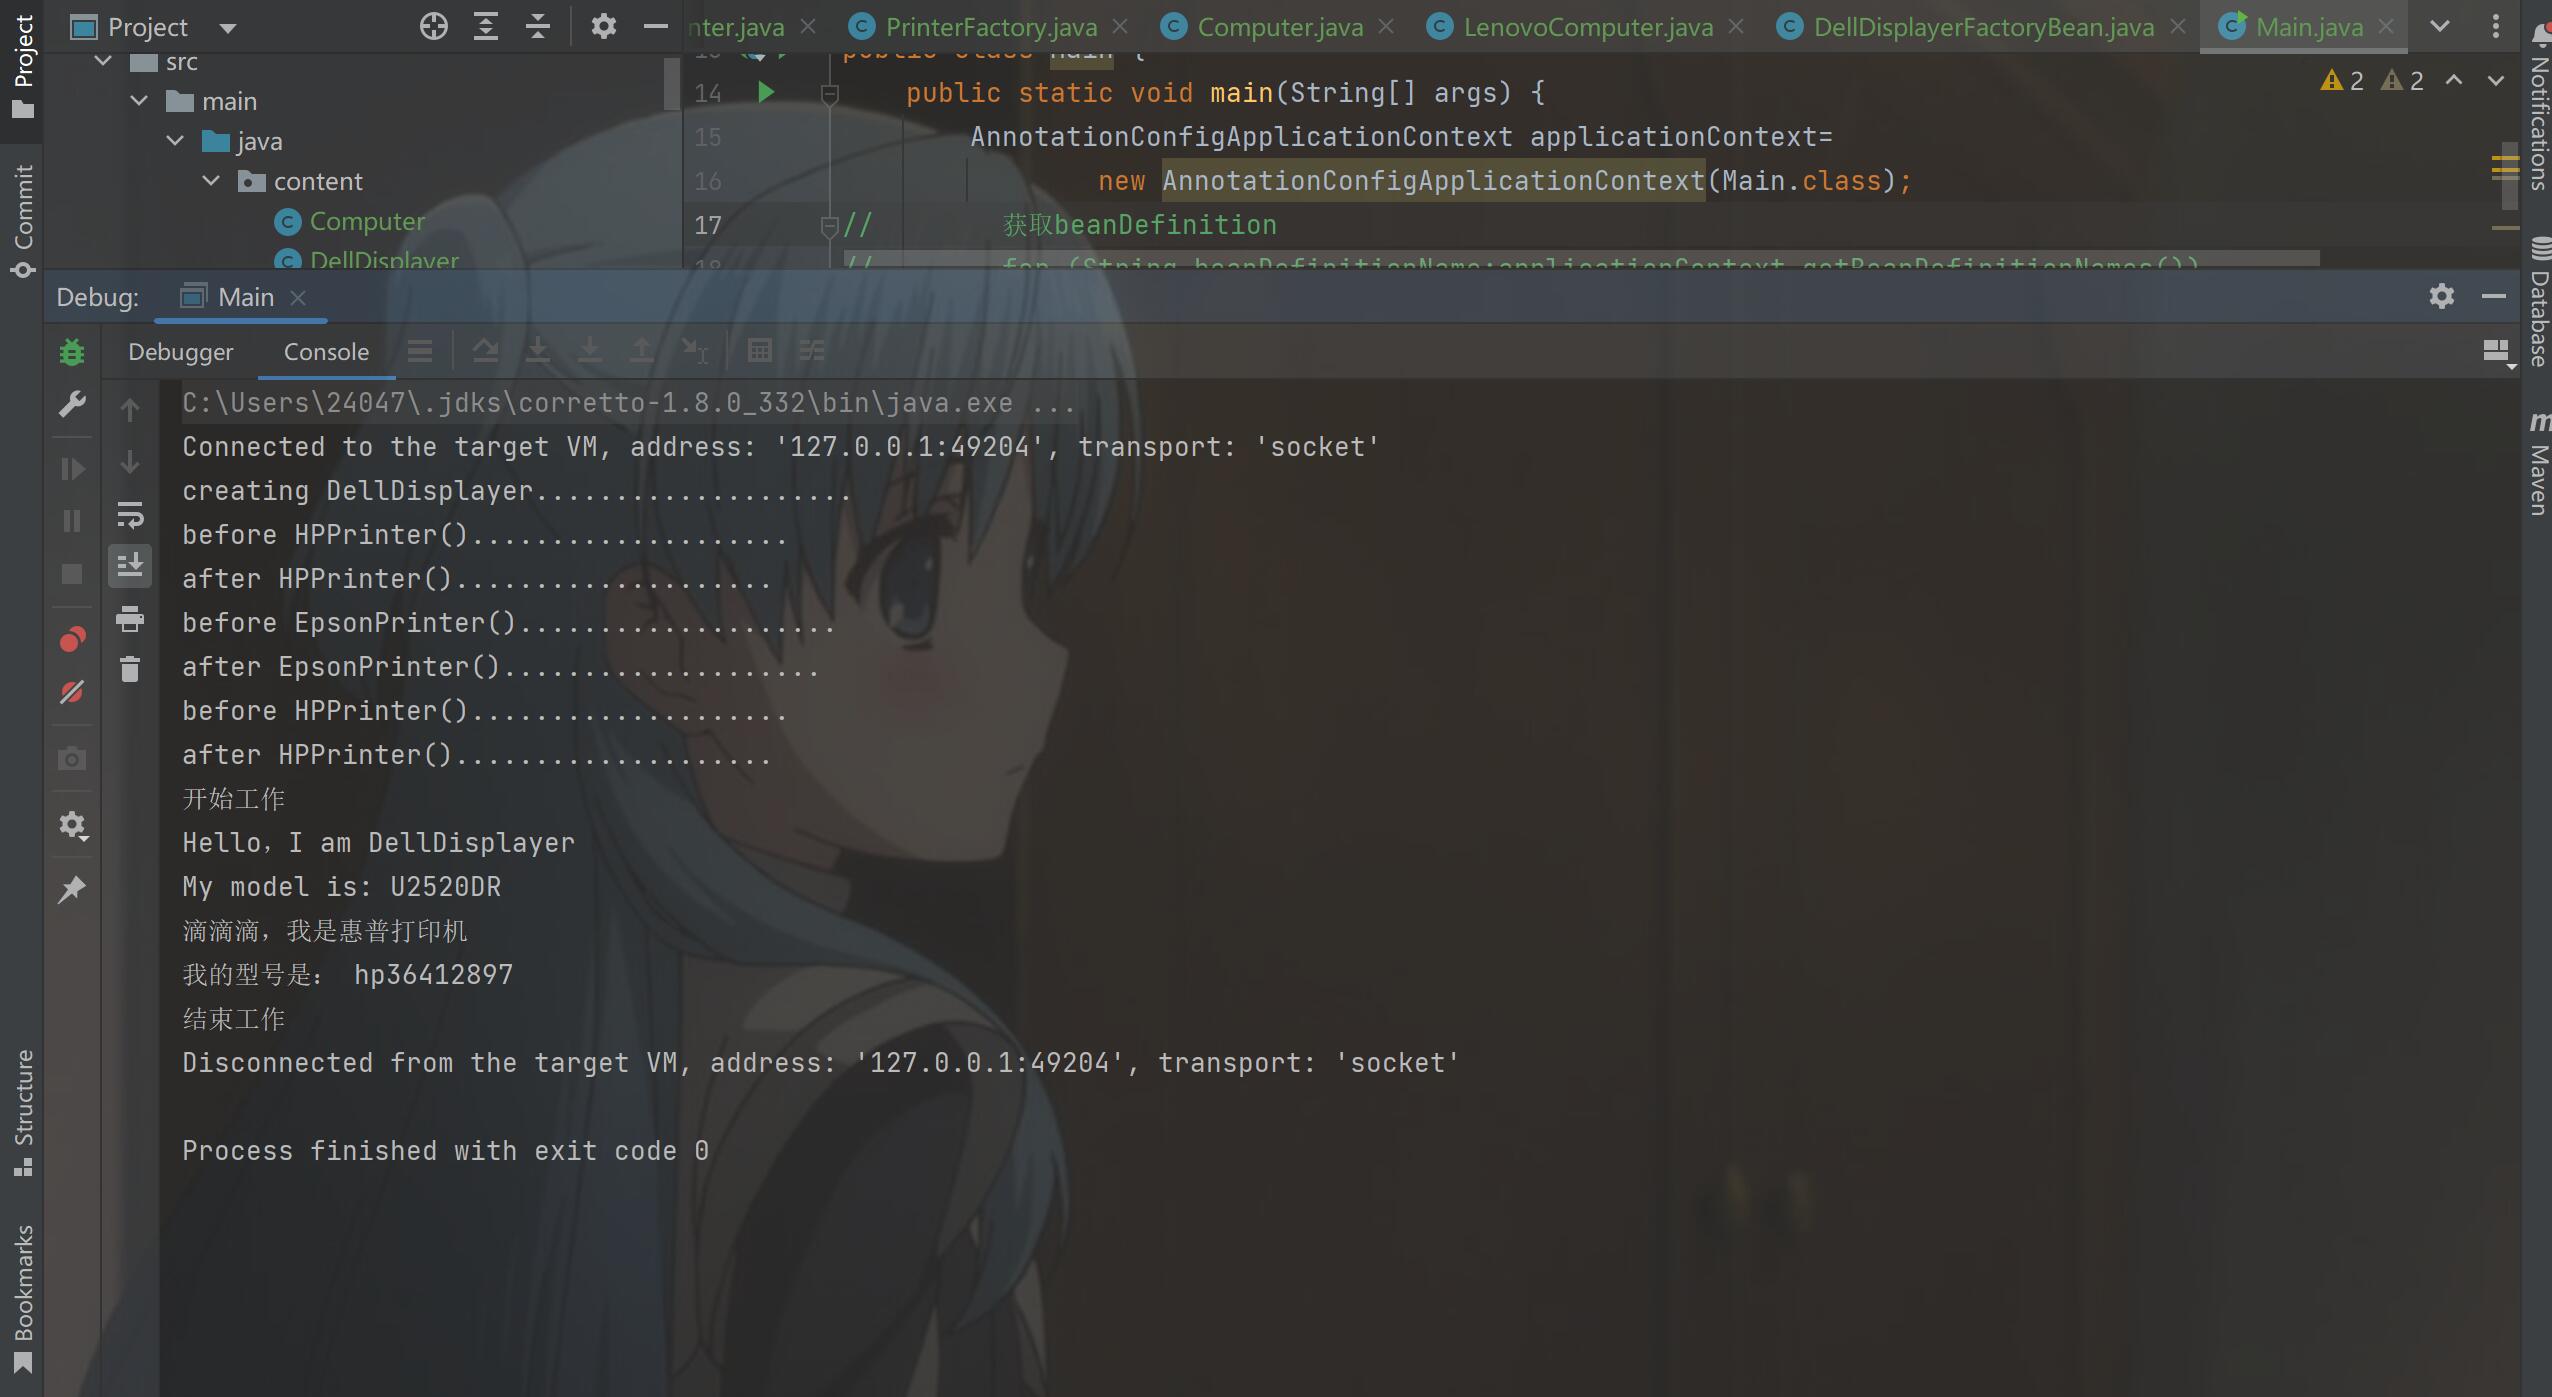 Project
nter.java
PrinterFactory.java
Computer.java
LenovoComputer.java
DellDisplayerFactoryBean.java
Main.java
Project
Commit
Structure
Bookmarks
Notifications
Database
Maven
src
main
java
content
Computer
DellDisplayer
2 2
13 public class Main {
14 public static void main(String[] args) {
15 AnnotationConfigApplicationContext applicationContext=
16 new AnnotationConfigApplicationContext(Main.class);
17 // 获取beanDefinition
18 // for (String beanDefinitionName:applicationContext.getBeanDefinitionNames())
Debug: Main
Debugger Console
C:\Users\24047\.jdks\corretto-1.8.0_332\bin\java.exe ...
Connected to the target VM, address: '127.0.0.1:49204', transport: 'socket'
creating DellDisplayer....................
before HPPrinter()....................
after HPPrinter()....................
before EpsonPrinter()....................
after EpsonPrinter()....................
before HPPrinter()....................
after HPPrinter()....................
开始工作
Hello，I am DellDisplayer
My model is: U2520DR
滴滴滴，我是惠普打印机
我的型号是： hp36412897
结束工作
Disconnected from the target VM, address: '127.0.0.1:49204', transport: 'socket'
Process finished with exit code 0